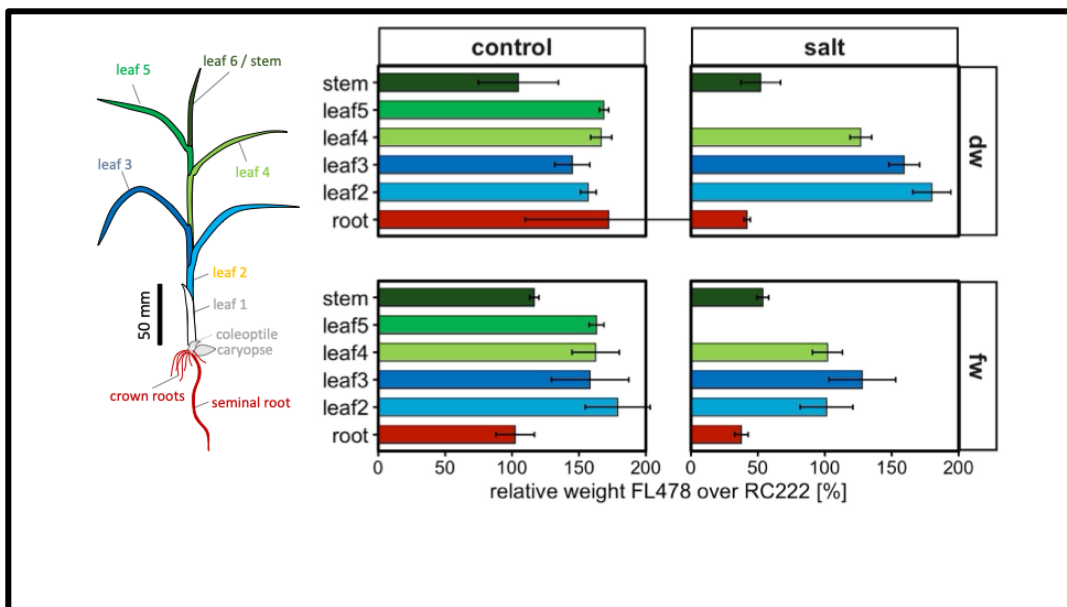 leaf 6 / stem
leaf 5
leaf 3
leaf 4
leaf 2
leaf 1
50 mm
coleoptile
caryopse
crown roots
seminal root
control
salt
stem
leaf5
leaf4
leaf3
leaf2
root
dw
stem
leaf5
leaf4
leaf3
leaf2
root
fw
0 50 100 150 200 0 50 100 150 200
relative weight FL478 over RC222 [%]